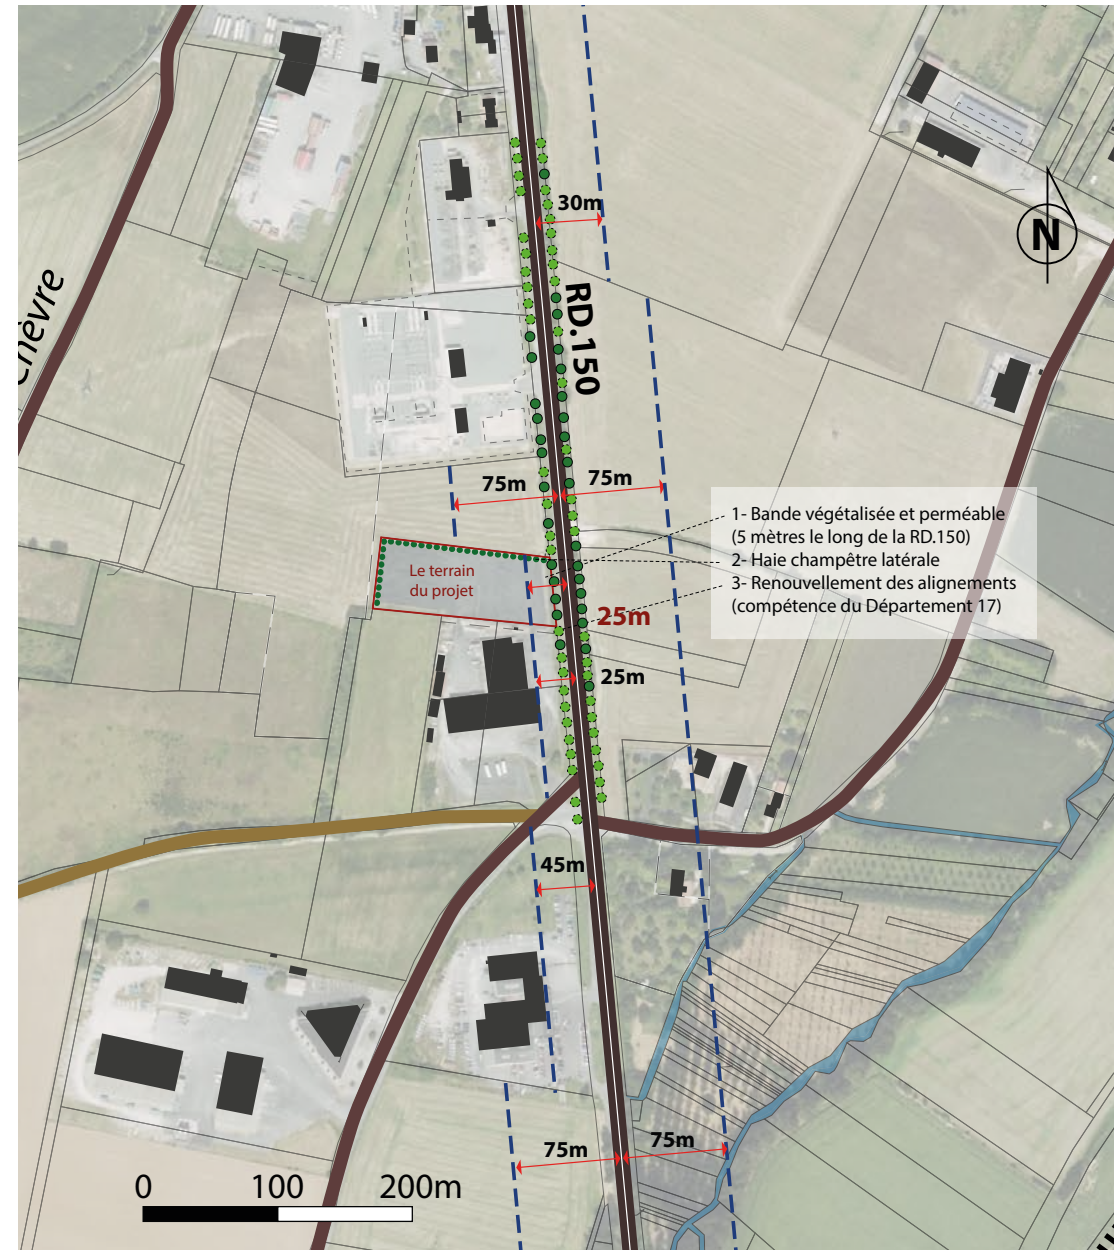 30m
N
Chèvre
RD.150
75m
75m
1- Bande végétalisée et perméable
(5 mètres le long de la RD.150)
2- Haie champêtre latérale
3- Renouvellement des alignements
(compétence du Département 17)
Le terrain
du projet
25m
25m
45m
75m
75m
0 100 200m